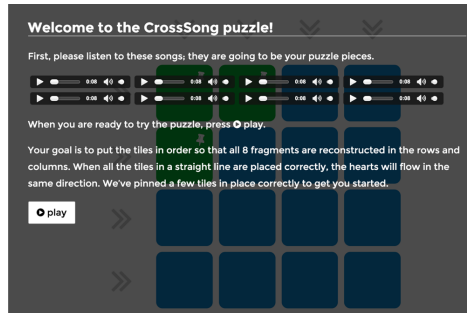 Welcome to the CrossSong puzzle!
First, please listen to these songs; they are going to be your puzzle pieces.
0:08 0:08 0:08 0:08
0:08 0:08 0:08 0:08
When you are ready to try the puzzle, press play.
Your goal is to put the tiles in order so that all 8 fragments are reconstructed in the rows and
columns. When all the tiles in a straight line are placed correctly, the hearts will flow in the
same direction. We've pinned a few tiles in place correctly to get you started.
play